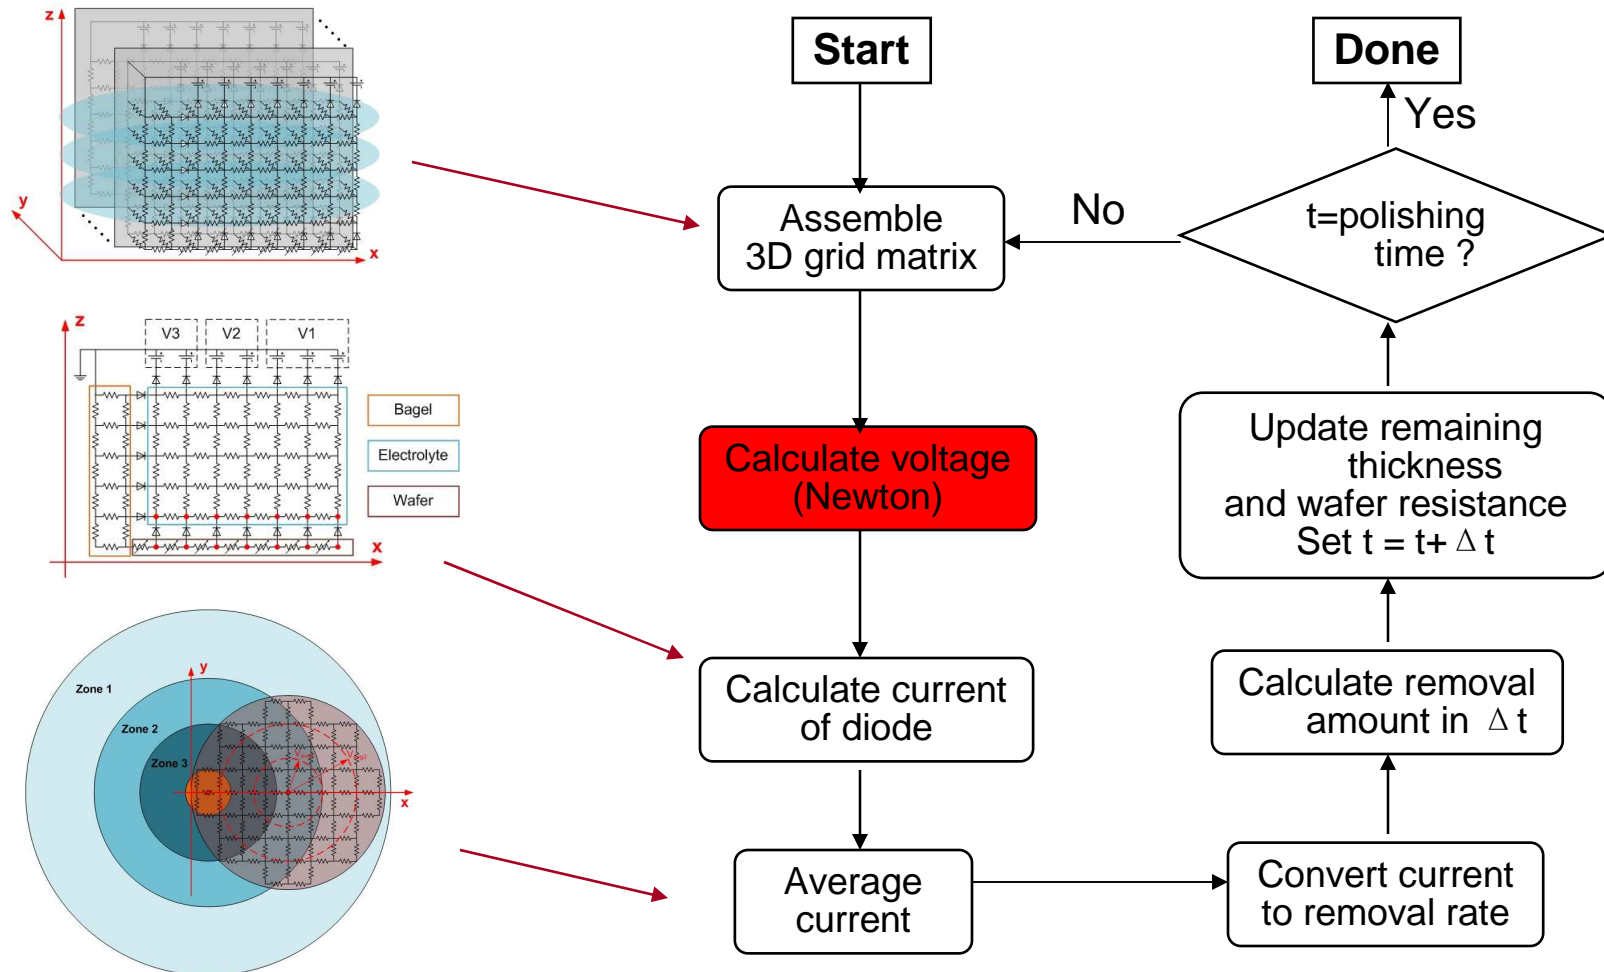 z
y
x
z
V3
V2
V1
Bagel
Electrolyte
Wafer
x
y
Zone 1
Zone 2
Zone 3
x
Start
Assemble
3D grid matrix
Calculate voltage
(Newton)
Calculate current
of diode
Average
current
Convert current
to removal rate
Calculate removal
amount in Δ t
Update remaining
thickness
and wafer resistance
Set t = t+ Δ t
t=polishing
time ?
No
Yes
Done